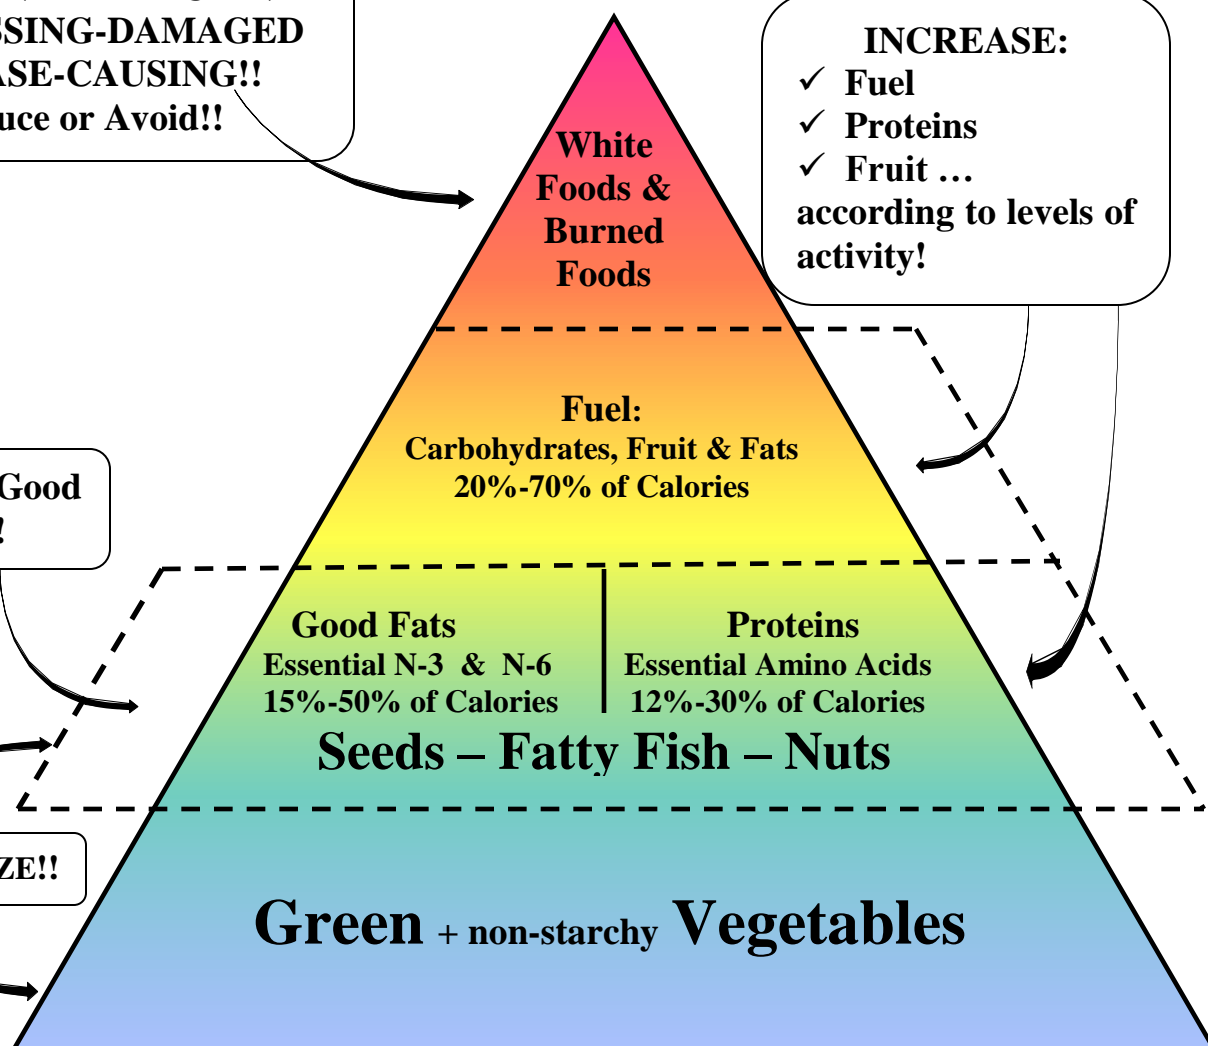 SSING-DAMAGED
ASE-CAUSING!!
uce or Avoid!!
INCREASE:
✓ Fuel
✓ Proteins
✓ Fruit …
according to levels of
activity!
White
Foods &
Burned
Foods
Fuel:
Carbohydrates, Fruit & Fats
20%-70% of Calories
Good
!
Good Fats
Essential N-3 & N-6
15%-50% of Calories
Proteins
Essential Amino Acids
12%-30% of Calories
Seeds – Fatty Fish – Nuts
ZE!!
Green + non-starchy Vegetables